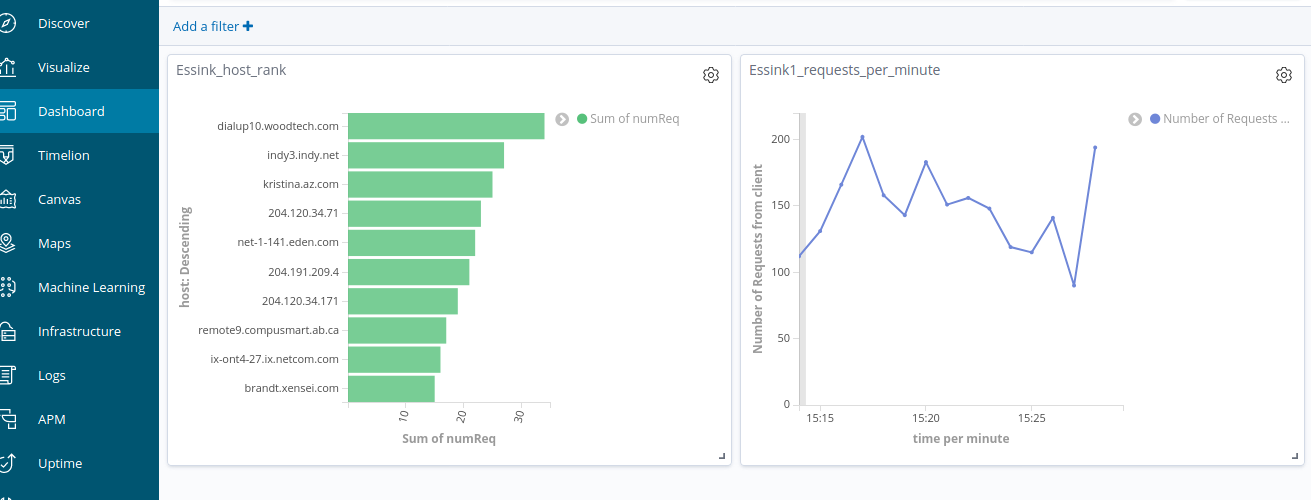 Discover
Visualize
Dashboard
Timelion
Canvas
Maps
Machine Learning
Infrastructure
Logs
APM
Uptime
Add a filter +
Essink_host_rank
host: Descending
dialup10.woodtech.com
indy3.indy.net
kristina.az.com
204.120.34.71
net-1-141.eden.com
204.191.209.4
204.120.34.171
remote9.compusmart.ab.ca
ix-ont4-27.ix.netcom.com
brandt.xensei.com
10 20 30
Sum of numReq
Sum of numReq
Essink1_requests_per_minute
Number of Requests from client
200
150
100
50
0
15:15 15:20 15:25
time per minute
Number of Requests ...